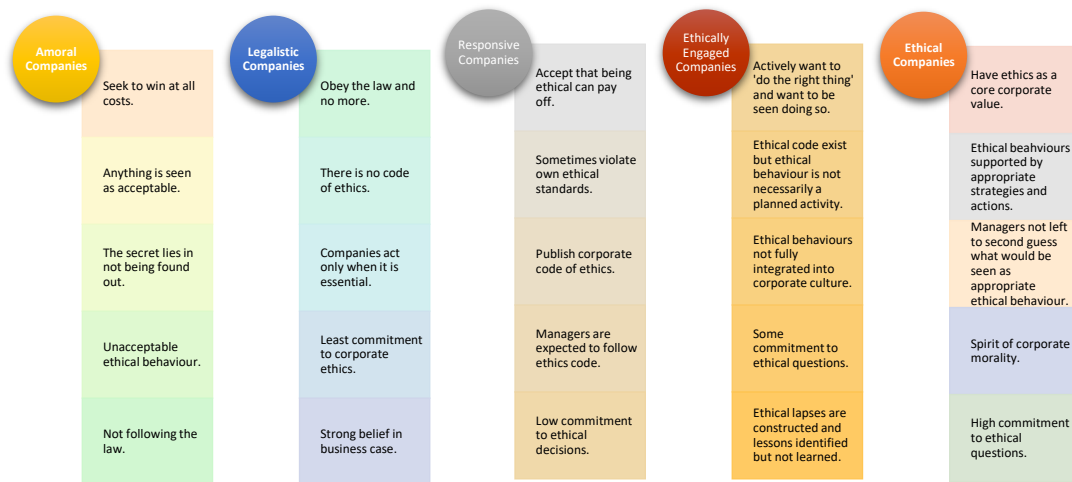 Amoral
Companies
Seek to win at all
costs.
Anything is seen
as acceptable.
The secret lies in
not being found
out.
Unacceptable
ethical behaviour.
Not following the
law.
Legalistic
Companies
Obey the law and
no more.
There is no code
of ethics.
Companies act
only when it is
essential.
Least commitment
to corporate
ethics.
Strong belief in
business case.
Responsive
Companies
Accept that being
ethical can pay
off.
Sometimes violate
own ethical
standards.
Publish corporate
code of ethics.
Managers are
expected to follow
ethics code.
Low commitment
to ethical
decisions.
Ethically
Engaged
Companies
Actively want to
'do the right thing'
and want to be
seen doing so.
Ethical code exist
but ethical
behaviour is not
necessarily a
planned activity.
Ethical behaviours
not fully
integrated into
corporate culture.
Some
commitment to
ethical questions.
Ethical lapses are
constructed and
lessons identified
but not learned.
Ethical
Companies
Have ethics as a
core corporate
value.
Ethical beahviours
supported by
appropriate
strategies and
actions.
Managers not left
to second guess
what would be
seen as
appropriate
ethical behaviour.
Spirit of corporate
morality.
High commitment
to ethical
questions.